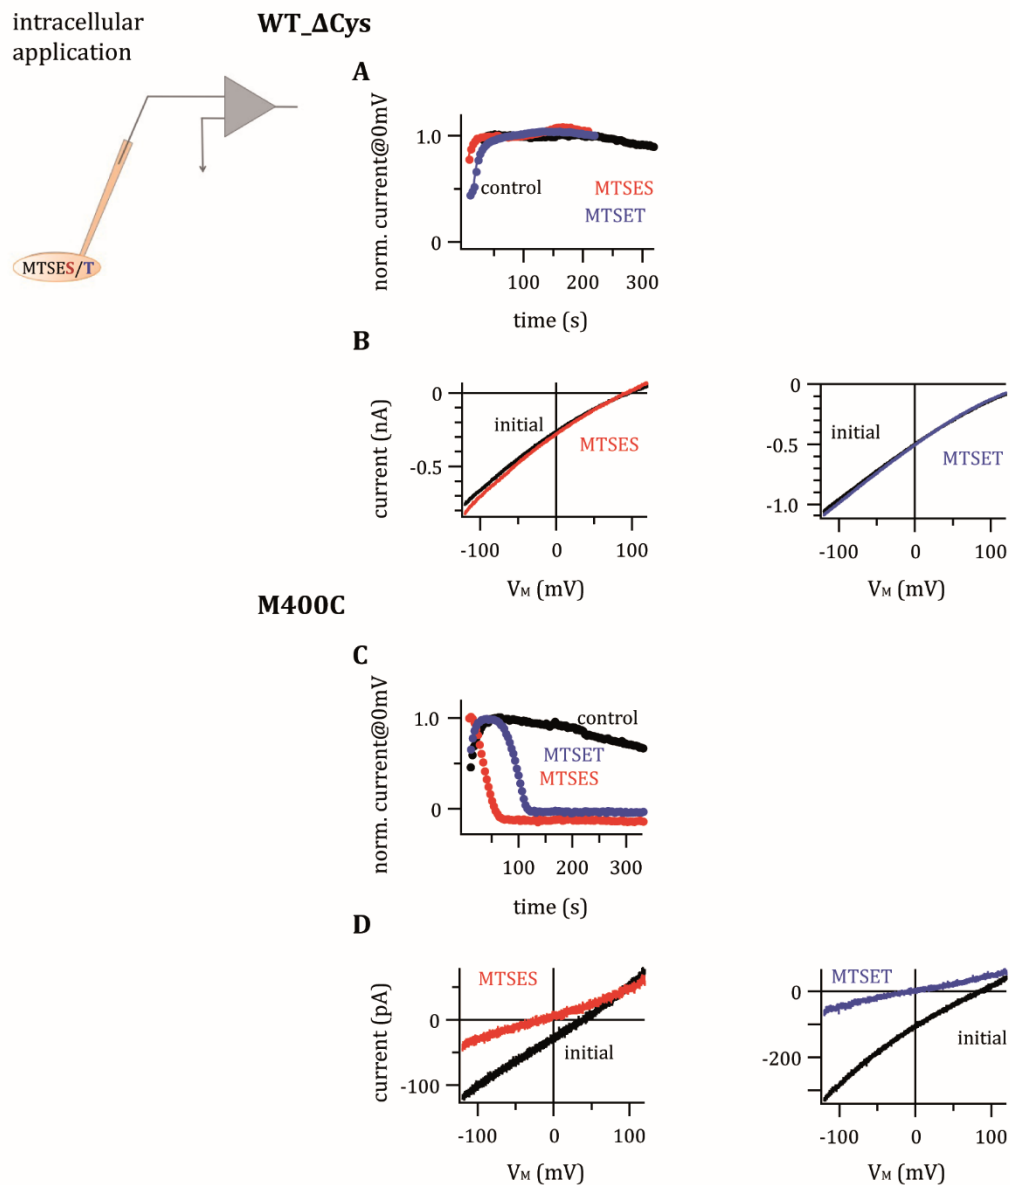 intracellular
application
WT_ΔCys
MTSES/T
A
norm. current@0mV
1.0
0
control
MTSES
MTSET
100
200
300
time (s)
B
current (nA)
0
-0.5
initial
MTSES
-100
0
100
VM (mV)
0
-0.5
-1.0
initial
MTSET
-100
0
100
VM (mV)
M400C
C
norm. current@0mV
1.0
0
control
MTSET
MTSES
100
200
300
time (s)
D
current (pA)
0
-100
MTSES
initial
-100
0
100
VM (mV)
0
-200
MTSET
initial
-100
0
100
VM (mV)